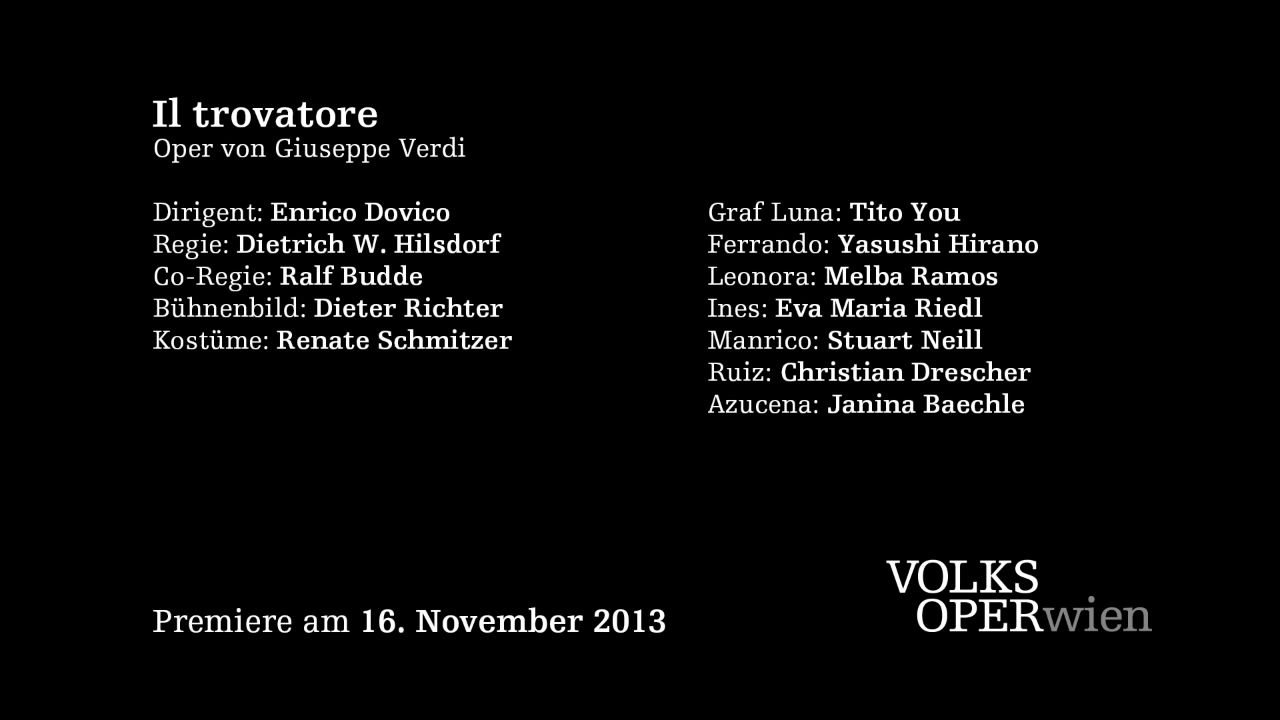 Il trovatore
Oper von Giuseppe Verdi
Dirigent: Enrico Dovico
Regie: Dietrich W. Hilsdorf
Co-Regie: Ralf Budde
Bühnenbild: Dieter Richter
Kostüme: Renate Schmitzer
Graf Luna: Tito You
Ferrando: Yasushi Hirano
Leonora: Melba Ramos
Ines: Eva Maria Riedl
Manrico: Stuart Neill
Ruiz: Christian Drescher
Azucena: Janina Baechle
Premiere am 16. November 2013
VOLKS
OPERwien